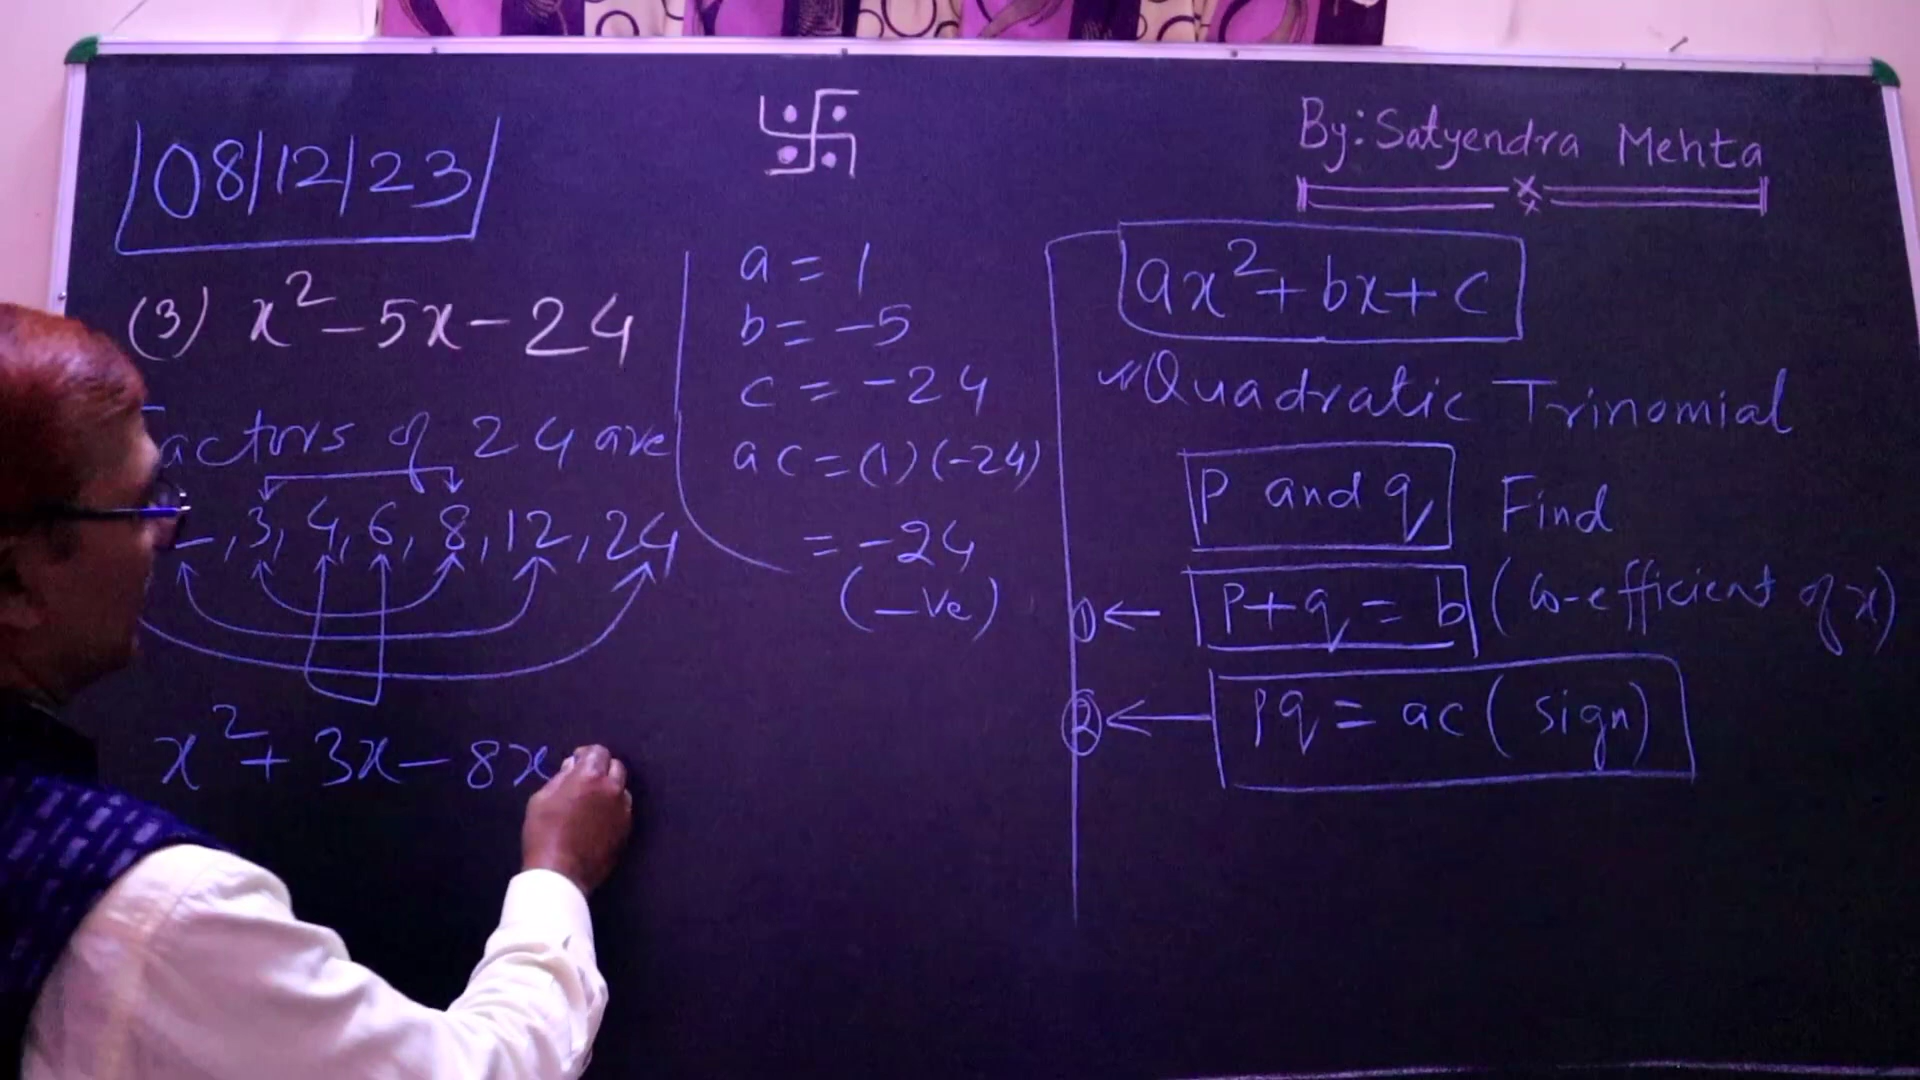 08/12/23
By: Satyendra Mehta
(3) x² - 5x - 24
actors of 24 are
, 3, 4, 6, 8, 12, 24
x² + 3x - 8x
a = 1
b = -5
c = -24
ac = (1)(-24)
= -24
(-ve)
ax² + bx + c
Quadratic Trinomial
P and q Find
① ← P + q = b (Co-efficient of x)
② ← Pq = ac (sign)